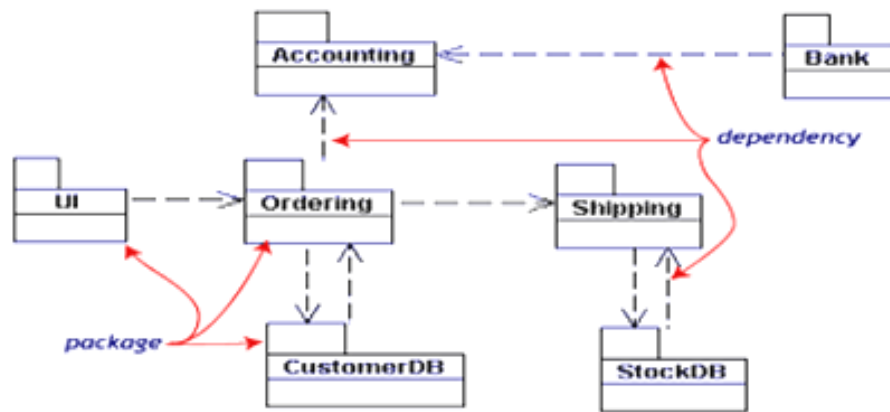 Accounting
Bank
dependency
UI
Ordering
Shipping
package
CustomerDB
StockDB